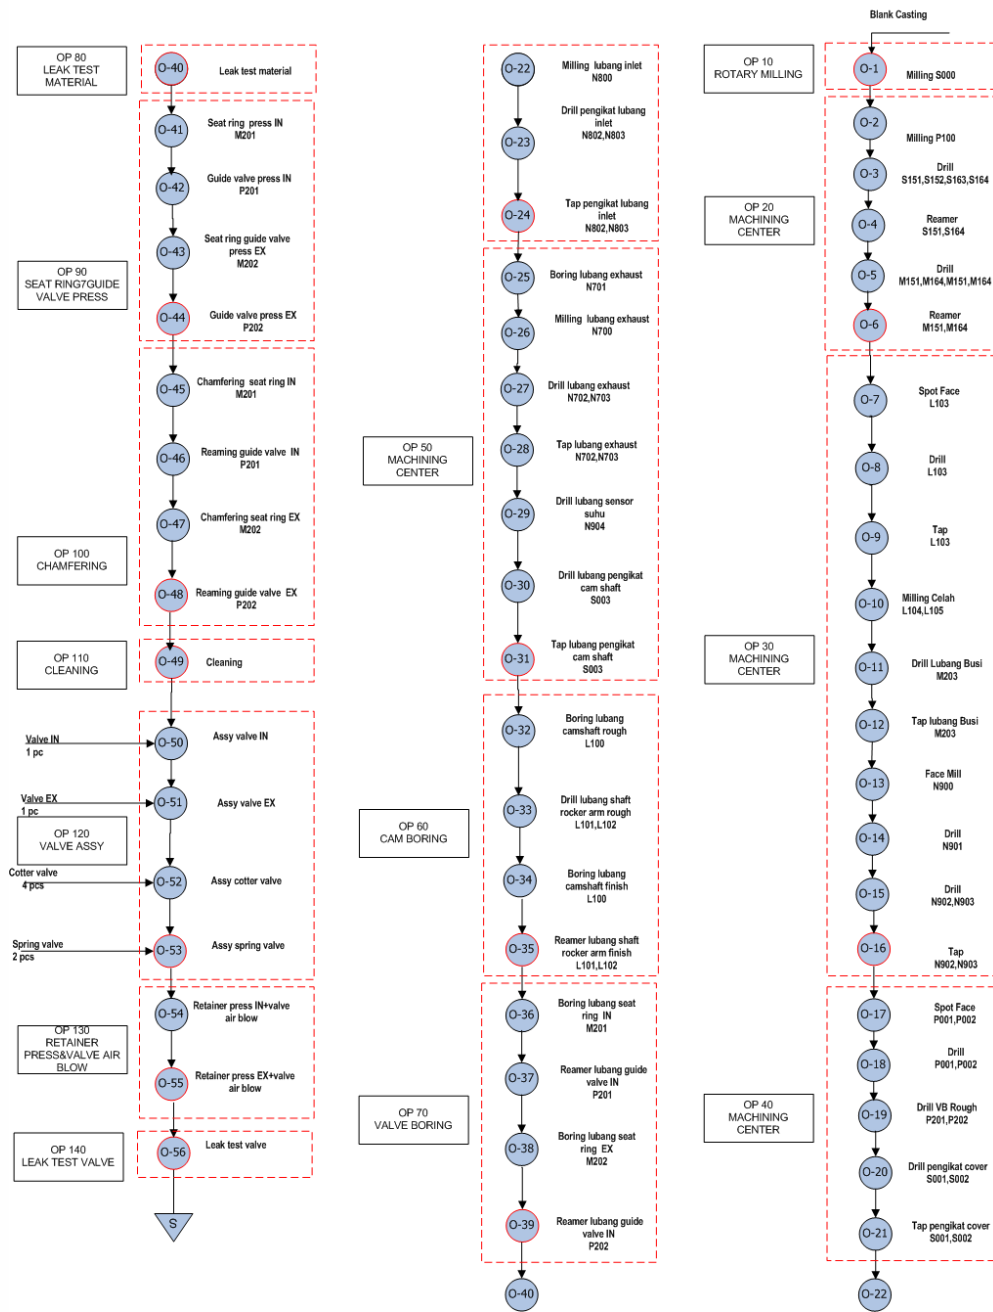 OP 80
LEAK TEST
MATERIAL
O-40
Leak test material
O-41
Seat ring press IN
M201
O-42
Guide valve press IN
P201
O-43
Seat ring guide valve
press EX
M202
OP 90
SEAT RING7GUIDE
VALVE PRESS
O-44
Guide valve press EX
P202
O-45
Chamfering seat ring IN
M201
O-46
Reaming guide valve IN
P201
O-47
Chamfering seat ring EX
M202
OP 100
CHAMFERING
O-48
Reaming guide valve EX
P202
OP 110
CLEANING
O-49
Cleaning
Valve IN
1 pc
O-50
Assy valve IN
Valve EX
1 pc
O-51
Assy valve EX
OP 120
VALVE ASSY
Cotter valve
4 pcs
O-52
Assy cotter valve
Spring valve
2 pcs
O-53
Assy spring valve
O-54
Retainer press IN+valve
air blow
OP 130
RETAINER
PRESS&VALVE AIR
BLOW
O-55
Retainer press EX+valve
air blow
OP 140
LEAK TEST VALVE
O-56
Leak test valve
S
O-22
Milling lubang inlet
N800
O-23
Drill pengikat lubang
inlet
N802,N803
O-24
Tap pengikat lubang
inlet
N802,N803
O-25
Boring lubang exhaust
N701
O-26
Milling lubang exhaust
N700
O-27
Drill lubang exhaust
N702,N703
OP 50
MACHINING
CENTER
O-28
Tap lubang exhaust
N702,N703
O-29
Drill lubang sensor
suhu
N904
O-30
Drill lubang pengikat
cam shaft
S003
O-31
Tap lubang pengikat
cam shaft
S003
O-32
Boring lubang
camshaft rough
L100
O-33
Drill lubang shaft
rocker arm rough
L101,L102
OP 60
CAM BORING
O-34
Boring lubang
camshaft finish
L100
O-35
Reamer lubang shaft
rocker arm finish
L101,L102
O-36
Boring lubang seat
ring IN
M201
O-37
Reamer lubang guide
valve IN
P201
OP 70
VALVE BORING
O-38
Boring lubang seat
ring EX
M202
O-39
Reamer lubang guide
valve IN
P202
O-40
Blank Casting
OP 10
ROTARY MILLING
O-1
Milling S000
O-2
Milling P100
O-3
Drill
S151,S152,S163,S164
OP 20
MACHINING
CENTER
O-4
Reamer
S151,S164
O-5
Drill
M151,M164,M151,M164
O-6
Reamer
M151,M164
O-7
Spot Face
L103
O-8
Drill
L103
O-9
Tap
L103
O-10
Milling Celah
L104,L105
OP 30
MACHINING
CENTER
O-11
Drill Lubang Busi
M203
O-12
Tap lubang Busi
M203
O-13
Face Mill
N900
O-14
Drill
N901
O-15
Drill
N902,N903
O-16
Tap
N902,N903
O-17
Spot Face
P001,P002
O-18
Drill
P001,P002
OP 40
MACHINING
CENTER
O-19
Drill VB Rough
P201,P202
O-20
Drill pengikat cover
S001,S002
O-21
Tap pengikat cover
S001,S002
O-22